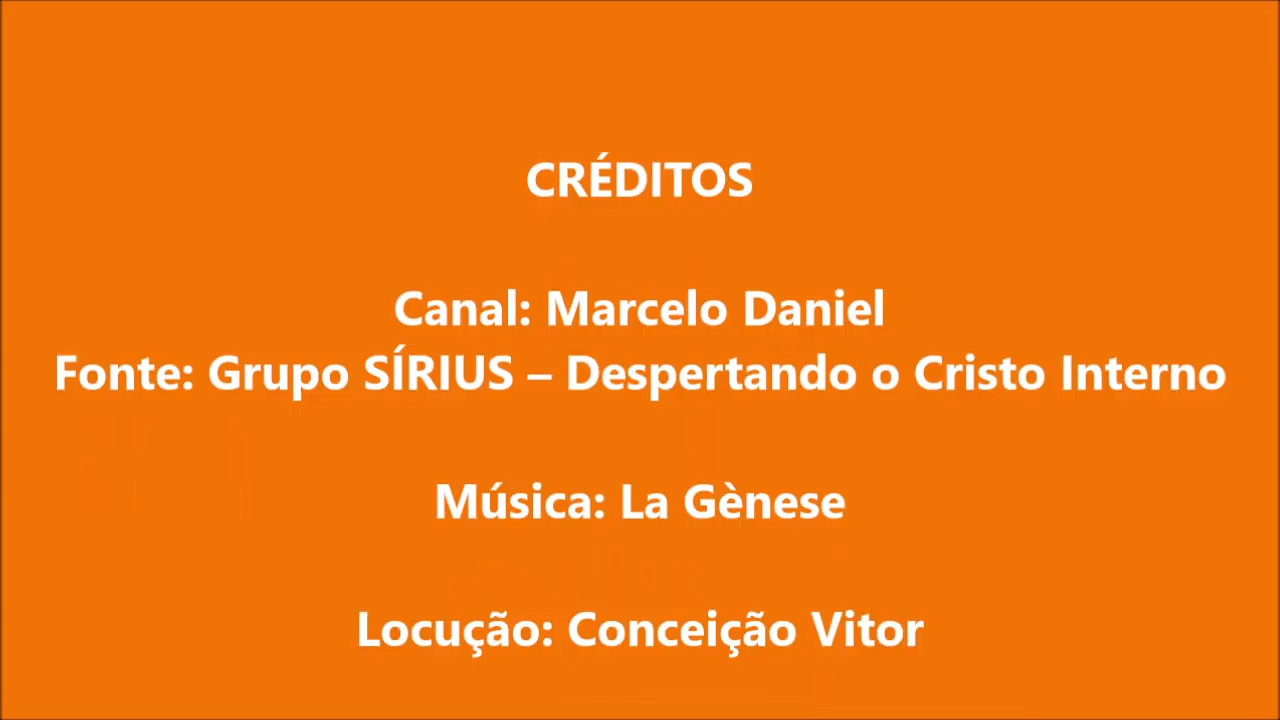 CRÉDITOS
Canal: Marcelo Daniel
Fonte: Grupo SÍRIUS – Despertando o Cristo Interno
Música: La Gènese
Locução: Conceição Vitor